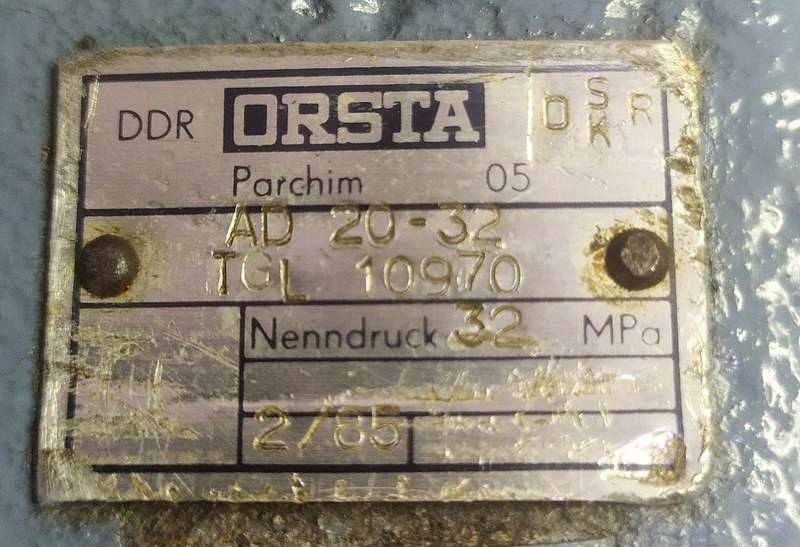 DDR ORSTA D S K R
Parchim 05
AD 20-32
TGL 10970
Nenndruck 32 MPa
2/85